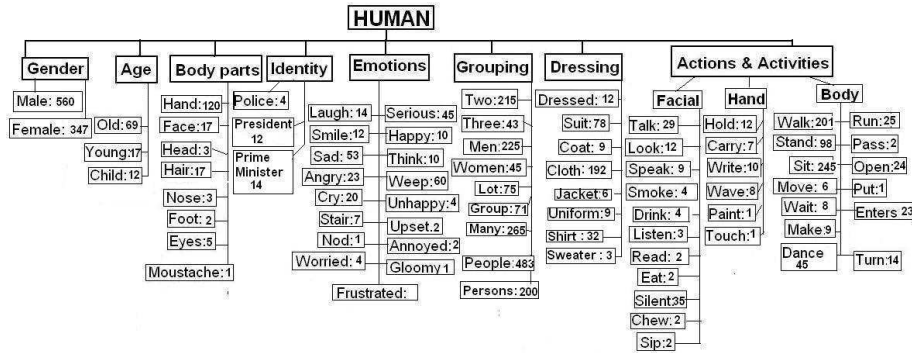 HUMAN
Gender
Male: 560
Female: 347
Age
Old: 69
Young: 17
Child: 12
Body parts
Hand: 120
Face: 17
Head: 3
Hair: 17
Nose: 3
Foot: 2
Eyes: 5
Moustache: 1
Identity
Police: 4
President
12
Prime
Minister
14
Emotions
Laugh: 14
Smile: 12
Sad: 53
Angry: 23
Cry: 20
Stair: 7
Nod: 1
Worried: 4
Serious: 45
Happy: 10
Think: 10
Weep: 60
Unhappy: 4
Upset. 2
Annoyed: 2
Gloomy 1
Frustrated:
Grouping
Two: 215
Three: 43
Men: 225
Women: 45
Lot: 75
Group: 71
Many: 265
People: 483
Persons: 200
Dressing
Dressed: 12
Suit: 78
Coat: 9
Cloth: 192
Jacket: 6
Uniform: 9
Shirt : 32
Sweater : 3
Actions & Activities
Facial
Talk: 29
Look: 12
Speak: 9
Smoke: 4
Drink: 4
Listen: 3
Read: 2
Eat: 2
Silent: 35
Chew: 2
Sip: 2
Hand
Hold: 12
Carry: 7
Write: 10
Wave: 8
Paint: 1
Touch: 1
Body
Walk: 201
Stand: 98
Sit: 245
Move: 6
Wait: 8
Make: 9
Dance
45
Run: 25
Pass: 2
Open: 24
Put: 1
Enters 23
Turn: 14